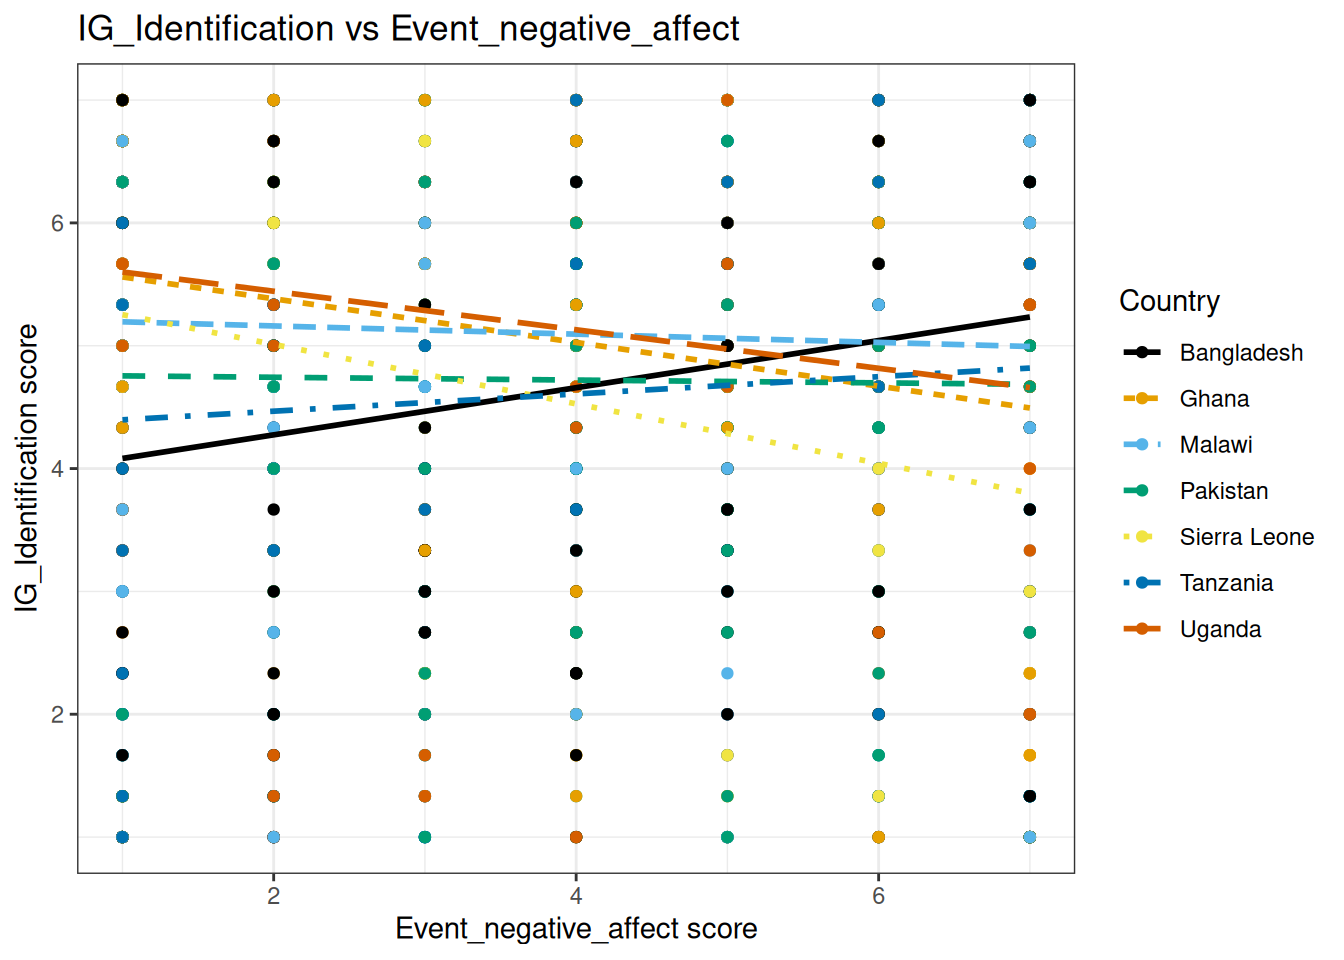 IG_Identification vs Event_negative_affect
IG_Identification score
6
4
2
2
4
6
Event_negative_affect score
Country
Bangladesh
Ghana
Malawi
Pakistan
Sierra Leone
Tanzania
Uganda